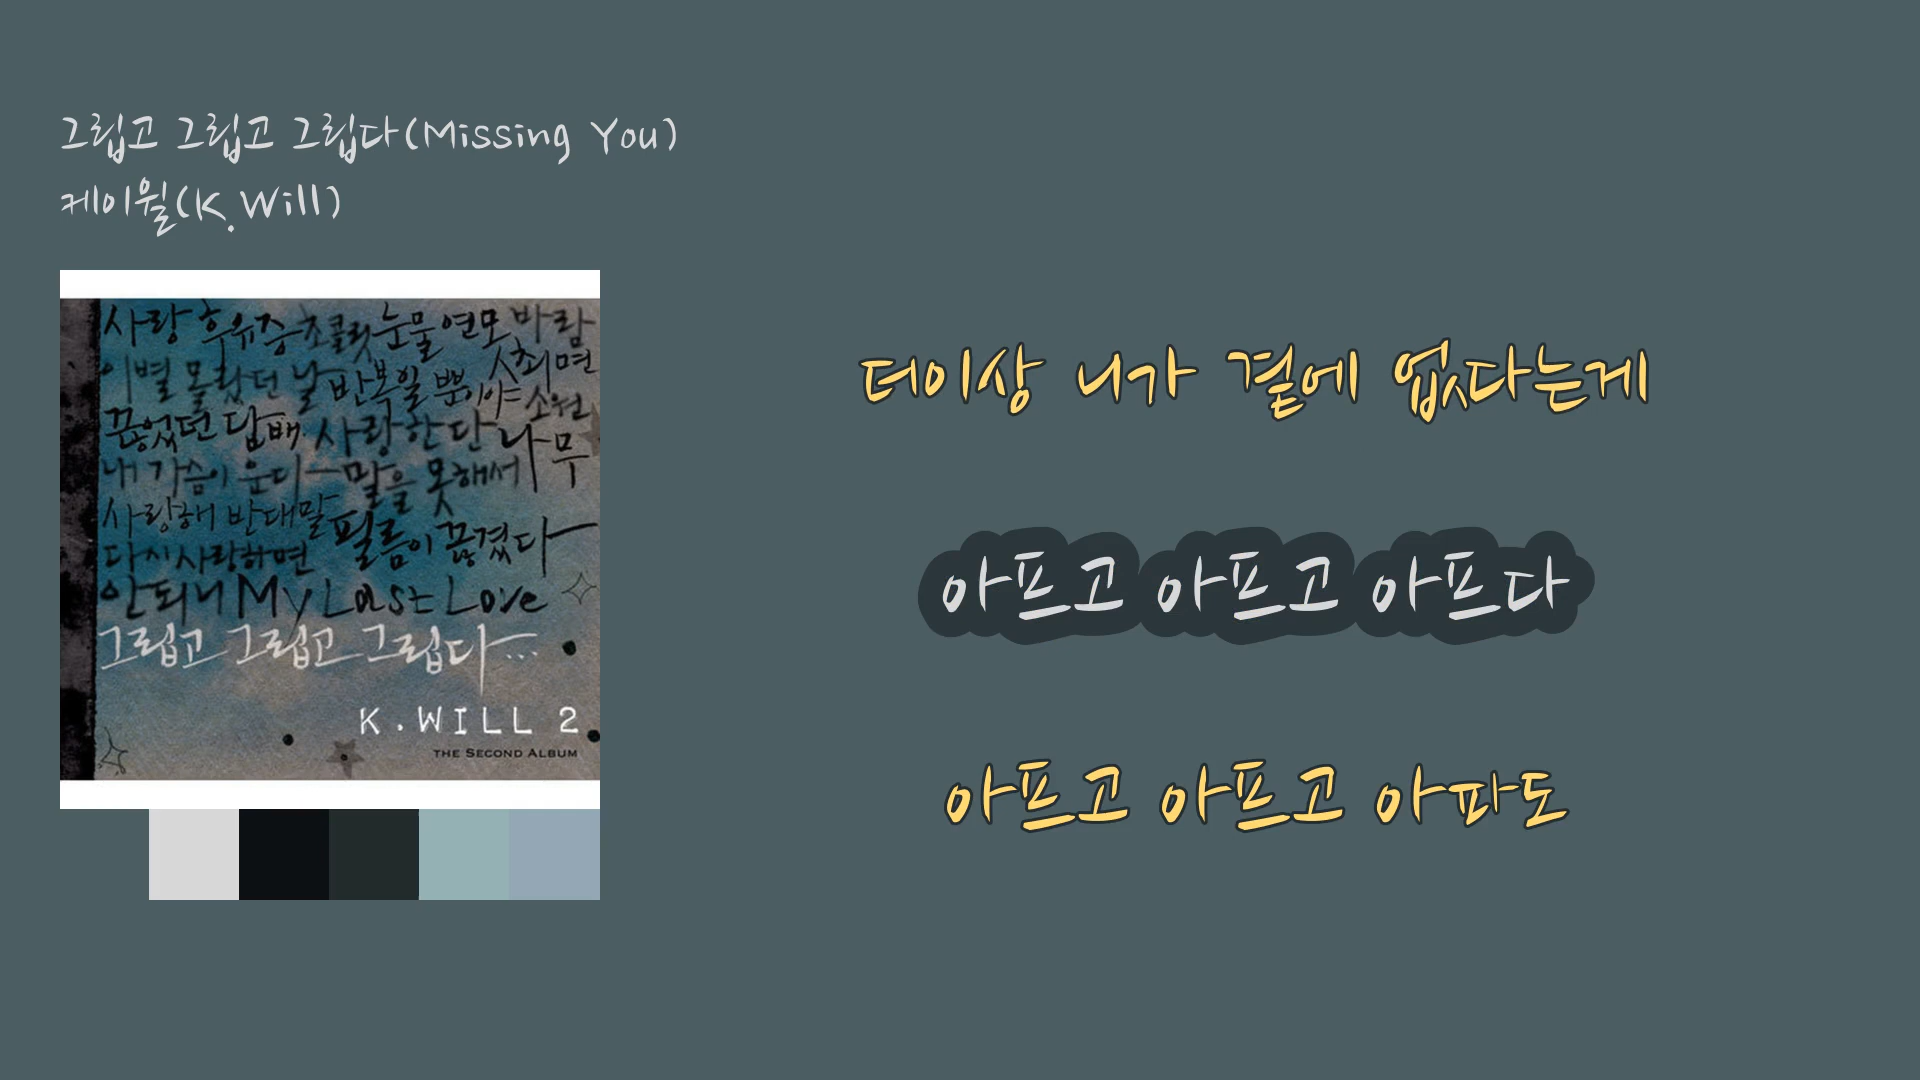 그립고 그립고 그립다(Missing You)
케이윌(K.Will)
사랑 후유증 초콜릿 눈물 연모 바람
이별 몰랐던 날 반복일 뿐이야 사죄 며
끊었던 담배 사랑한단 나무 소원
내 가슴이 운다 말을 못해서
사랑해 반대말 필름이 끊겼다
다시 사랑하면
안되니 My Last Love
그립고 그립고 그립다...
K.WILL 2
THE SECOND ALBUM
더이상 니가 곁에 없다는게
아프고 아프고 아프다
아프고 아프고 아파도